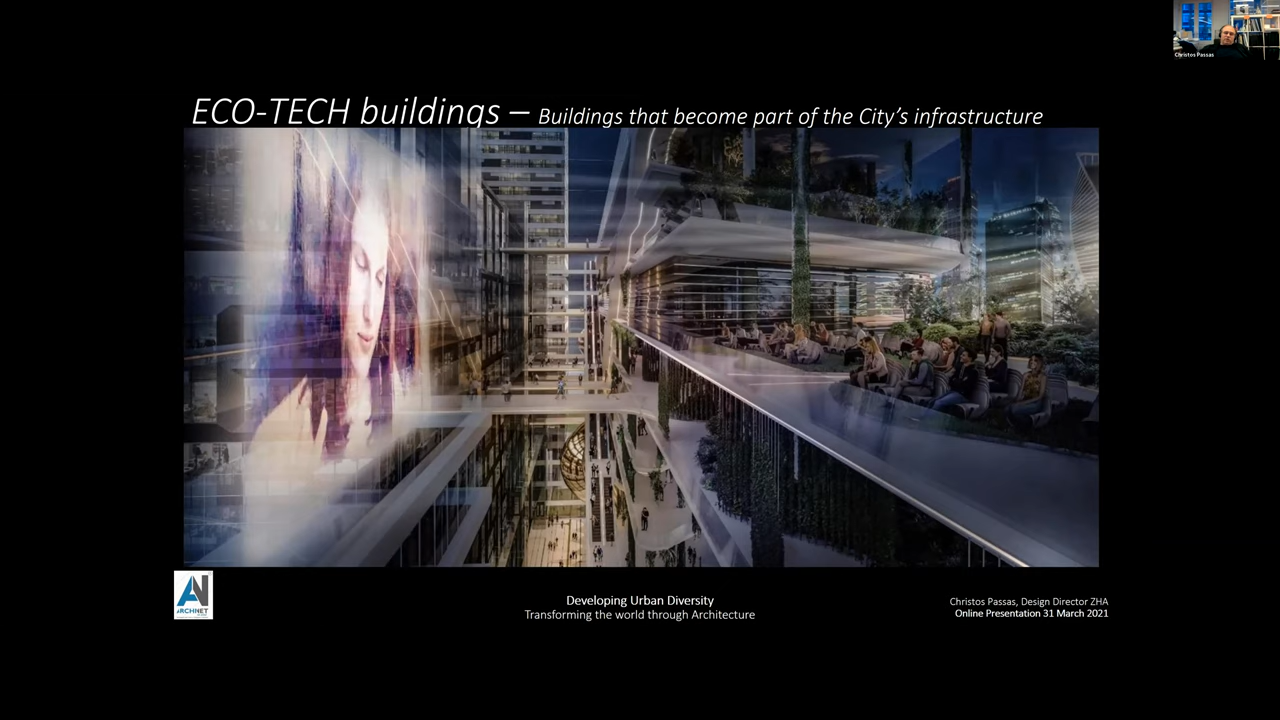 Christos Passas
ECO-TECH buildings – Buildings that become part of the City's infrastructure
ARCHNET
Developing Urban Diversity
Transforming the world through Architecture
Christos Passas, Design Director ZHA
Online Presentation 31 March 2021